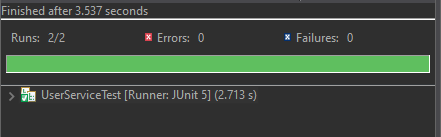 Finished after 3.537 seconds
Runs: 2/2 Errors: 0 Failures: 0
UserServiceTest [Runner: JUnit 5] (2.713 s)